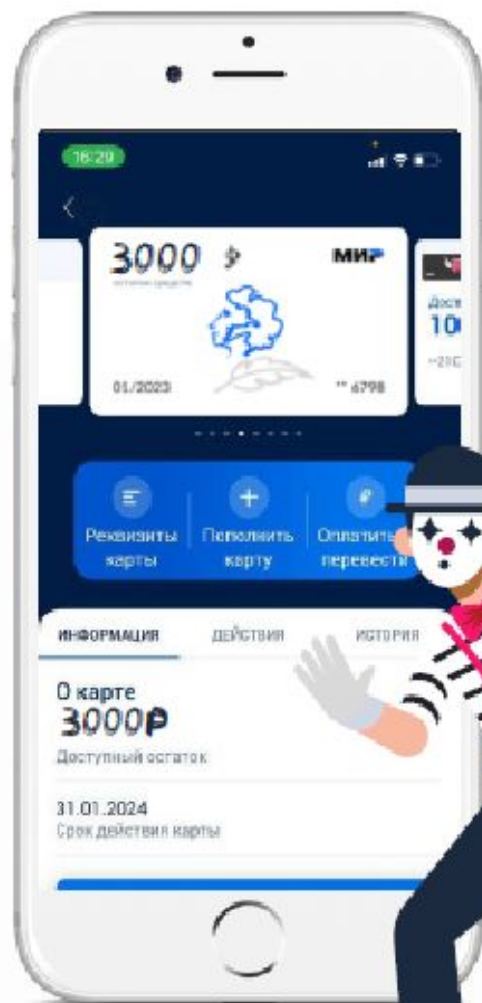 16:29
3000 ₽
МИР
Дост
10
01/2023
** 6798
Реквизиты карты
Пополнить карту
Оплатить перевести
ИНФОРМАЦИЯ
ДЕЙСТВИЯ
ИСТОРИЯ
О карте
3000₽
Доступный остаток
31.01.2024
Срок действия карты